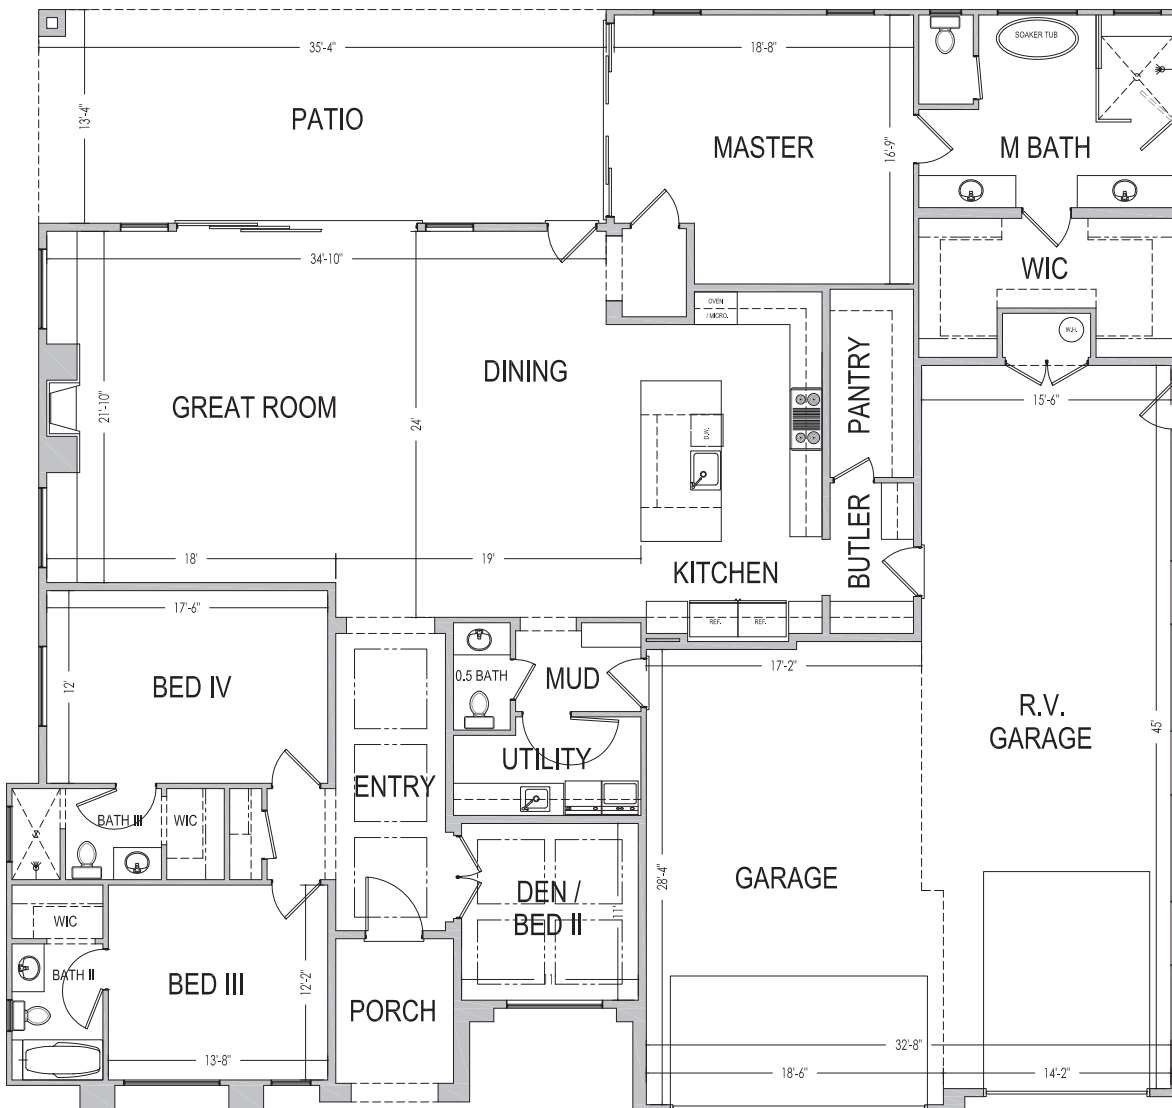 35'-4"
18'-8"
SOAKER TUB
13'-4"
PATIO
MASTER
16'-9"
M BATH
34'-10"
WIC
OVEN
/ MICRO.
W.H.
DINING
PANTRY
GREAT ROOM
21'-10"
24'
15'-6"
D.W.
BUTLER
18'
19'
KITCHEN
REF.
REF.
17'-6"
12'
BED IV
0.5 BATH
MUD
17'-2"
R.V.
GARAGE
45'
UTILITY
ENTRY
BATH III
WIC
DEN /
BED II
11'
28'-4"
GARAGE
WIC
BATH II
BED III
12'-2"
PORCH
13'-8"
32'-8"
18'-6"
14'-2"